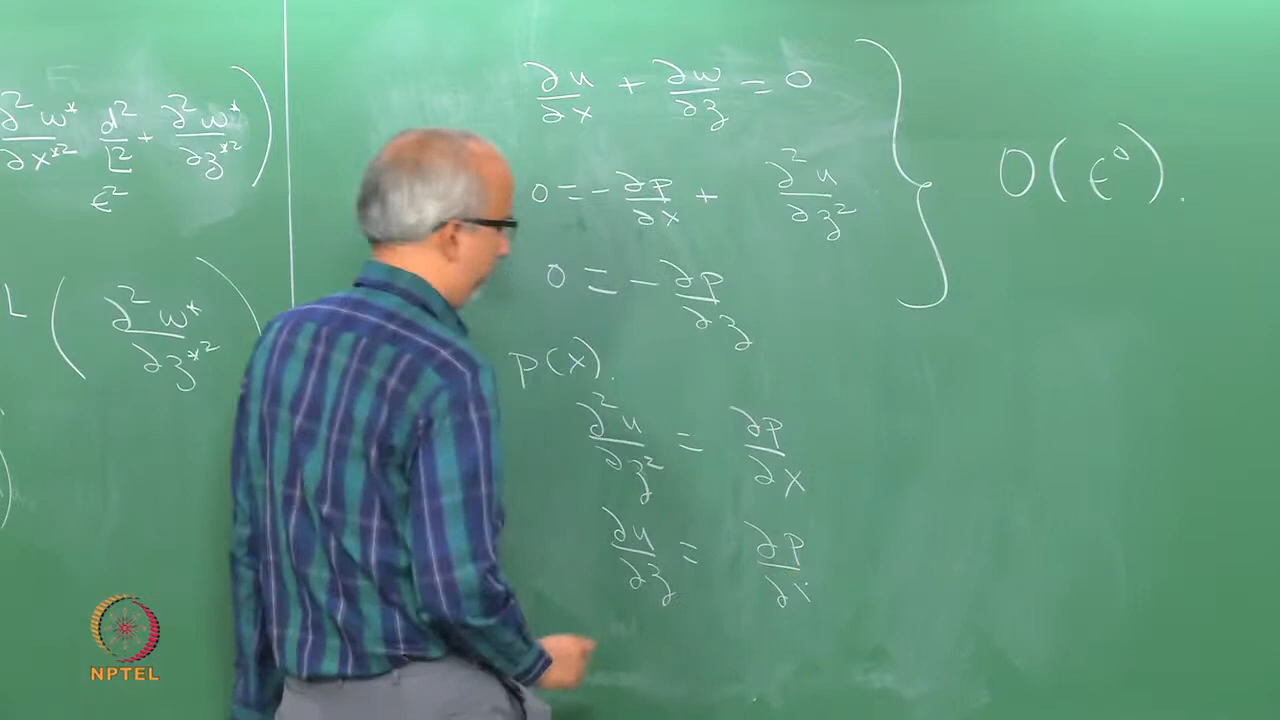 ∂²w*/∂x*² d²/L² + ∂²w*/∂z*² )
ϵ²
L ( ∂²w*/∂z*² )
∂u/∂x + ∂w/∂z = 0
0 = - ∂p/∂x + ∂²u/∂z²
0 = - ∂p/∂z
} O(ϵ⁰).
p(x).
∂²u/∂z² = ∂p/∂x
∂u/∂z = ∂p/∂x
NPTEL